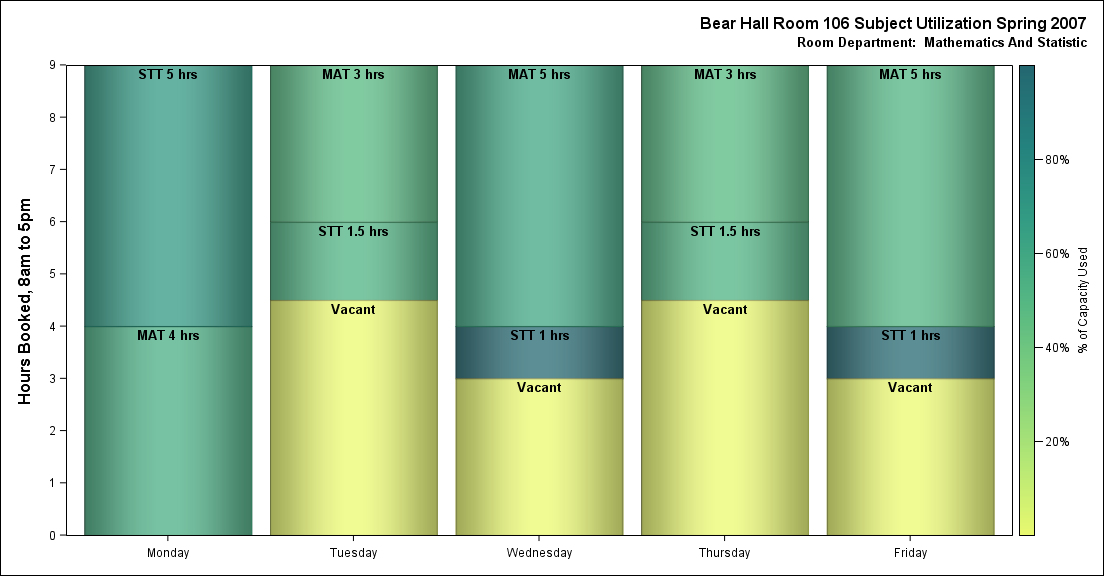 Bear Hall Room 106 Subject Utilization Spring 2007
Room Department:  Mathematics And Statistic
Hours Booked, 8am to 5pm
9
8
7
6
5
4
3
2
1
0
STT 5 hrs
MAT 4 hrs
MAT 3 hrs
STT 1.5 hrs
Vacant
MAT 5 hrs
STT 1 hrs
Vacant
MAT 3 hrs
STT 1.5 hrs
Vacant
MAT 5 hrs
STT 1 hrs
Vacant
Monday
Tuesday
Wednesday
Thursday
Friday
80%
60%
40%
20%
% of Capacity Used